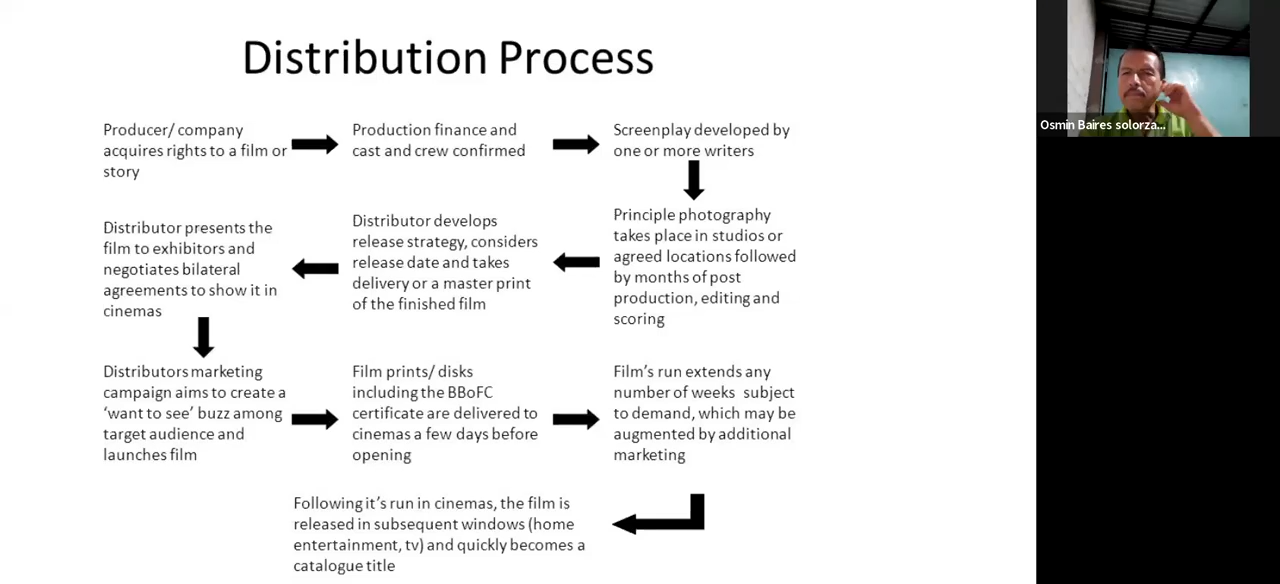 Distribution Process
Producer/ company
acquires rights to a film or
story
Production finance and
cast and crew confirmed
Screenplay developed by
one or more writers
Principle photography
takes place in studios or
agreed locations followed
by months of post
production, editing and
scoring
Distributor develops
release strategy, considers
release date and takes
delivery or a master print
of the finished film
Distributor presents the
film to exhibitors and
negotiates bilateral
agreements to show it in
cinemas
Distributors marketing
campaign aims to create a
‘want to see’ buzz among
target audience and
launches film
Film prints/ disks
including the BBoFC
certificate are delivered to
cinemas a few days before
opening
Film’s run extends any
number of weeks subject
to demand, which may be
augmented by additional
marketing
Following it’s run in cinemas, the film is
released in subsequent windows (home
entertainment, tv) and quickly becomes a
catalogue title
Osmin Baires solorza...